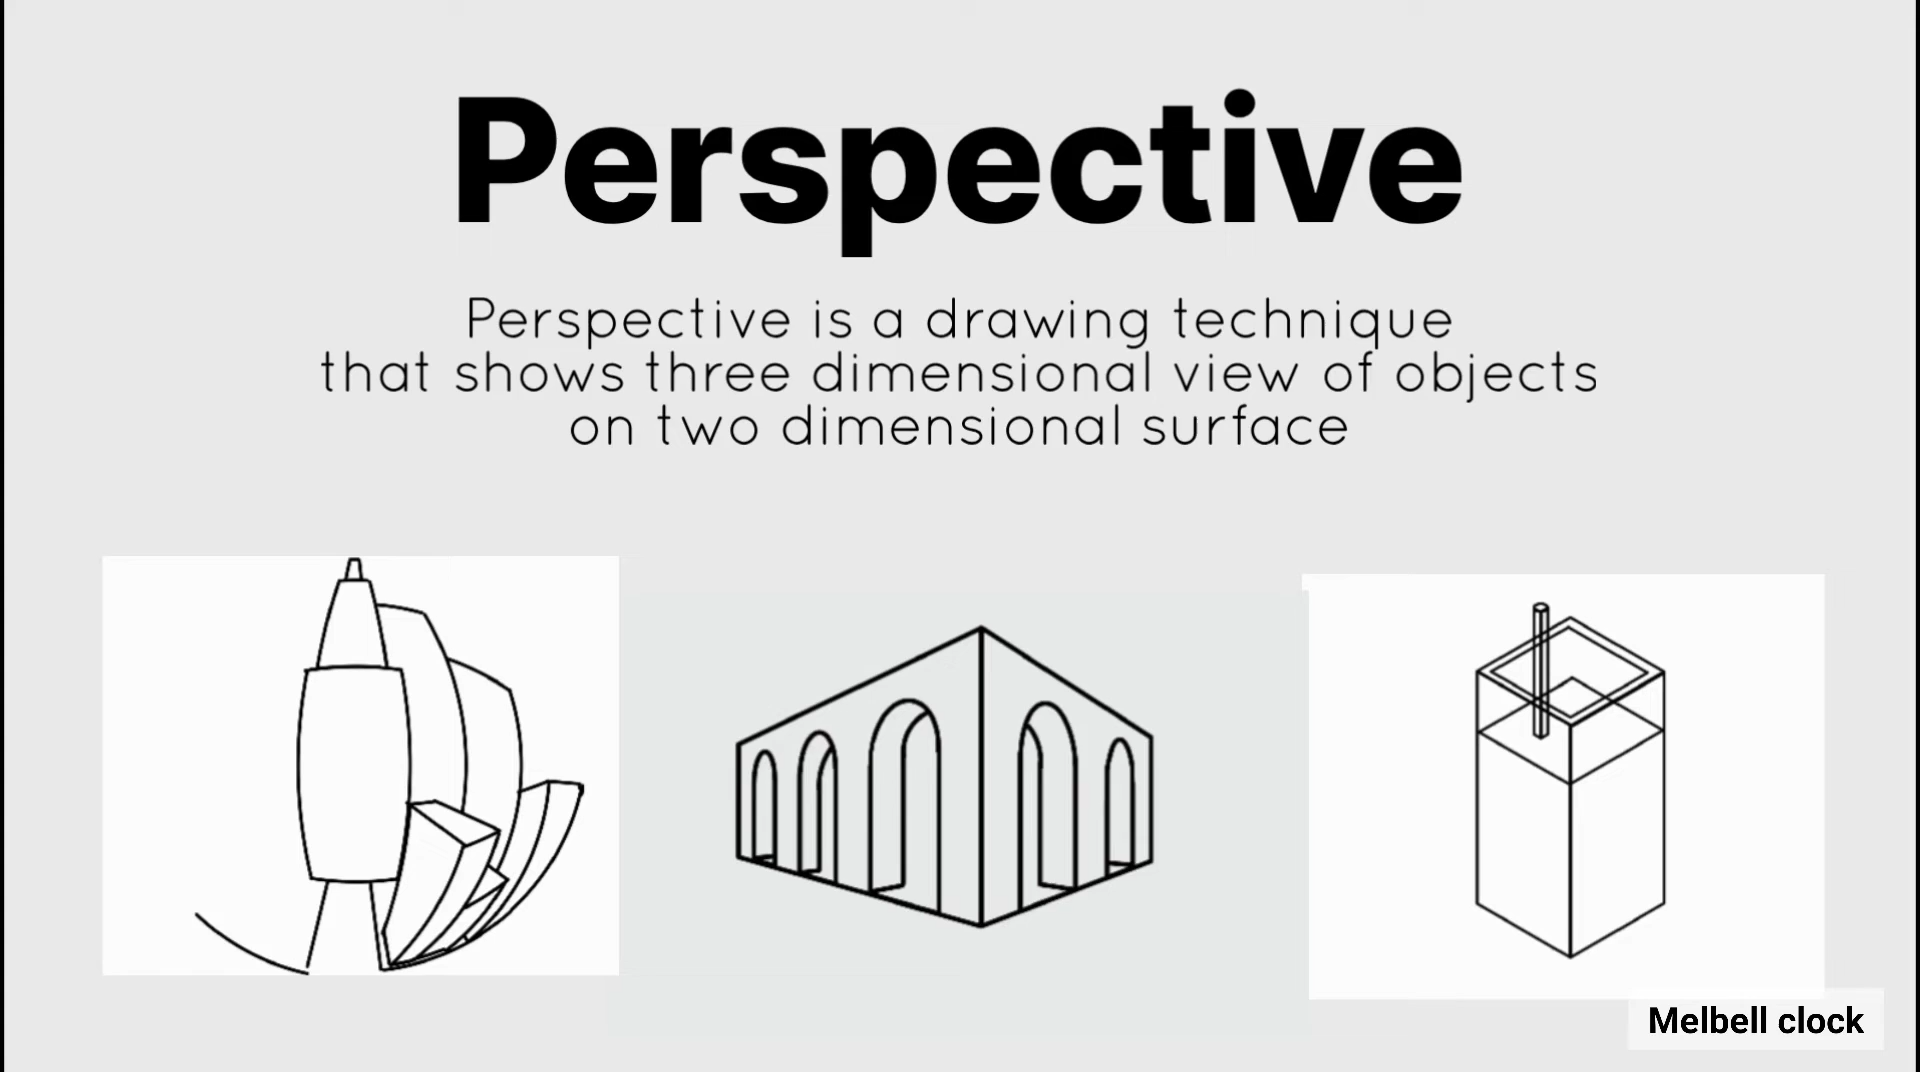 Perspective
Perspective is a drawing technique
that shows three dimensional view of objects
on two dimensional surface
Melbell clock